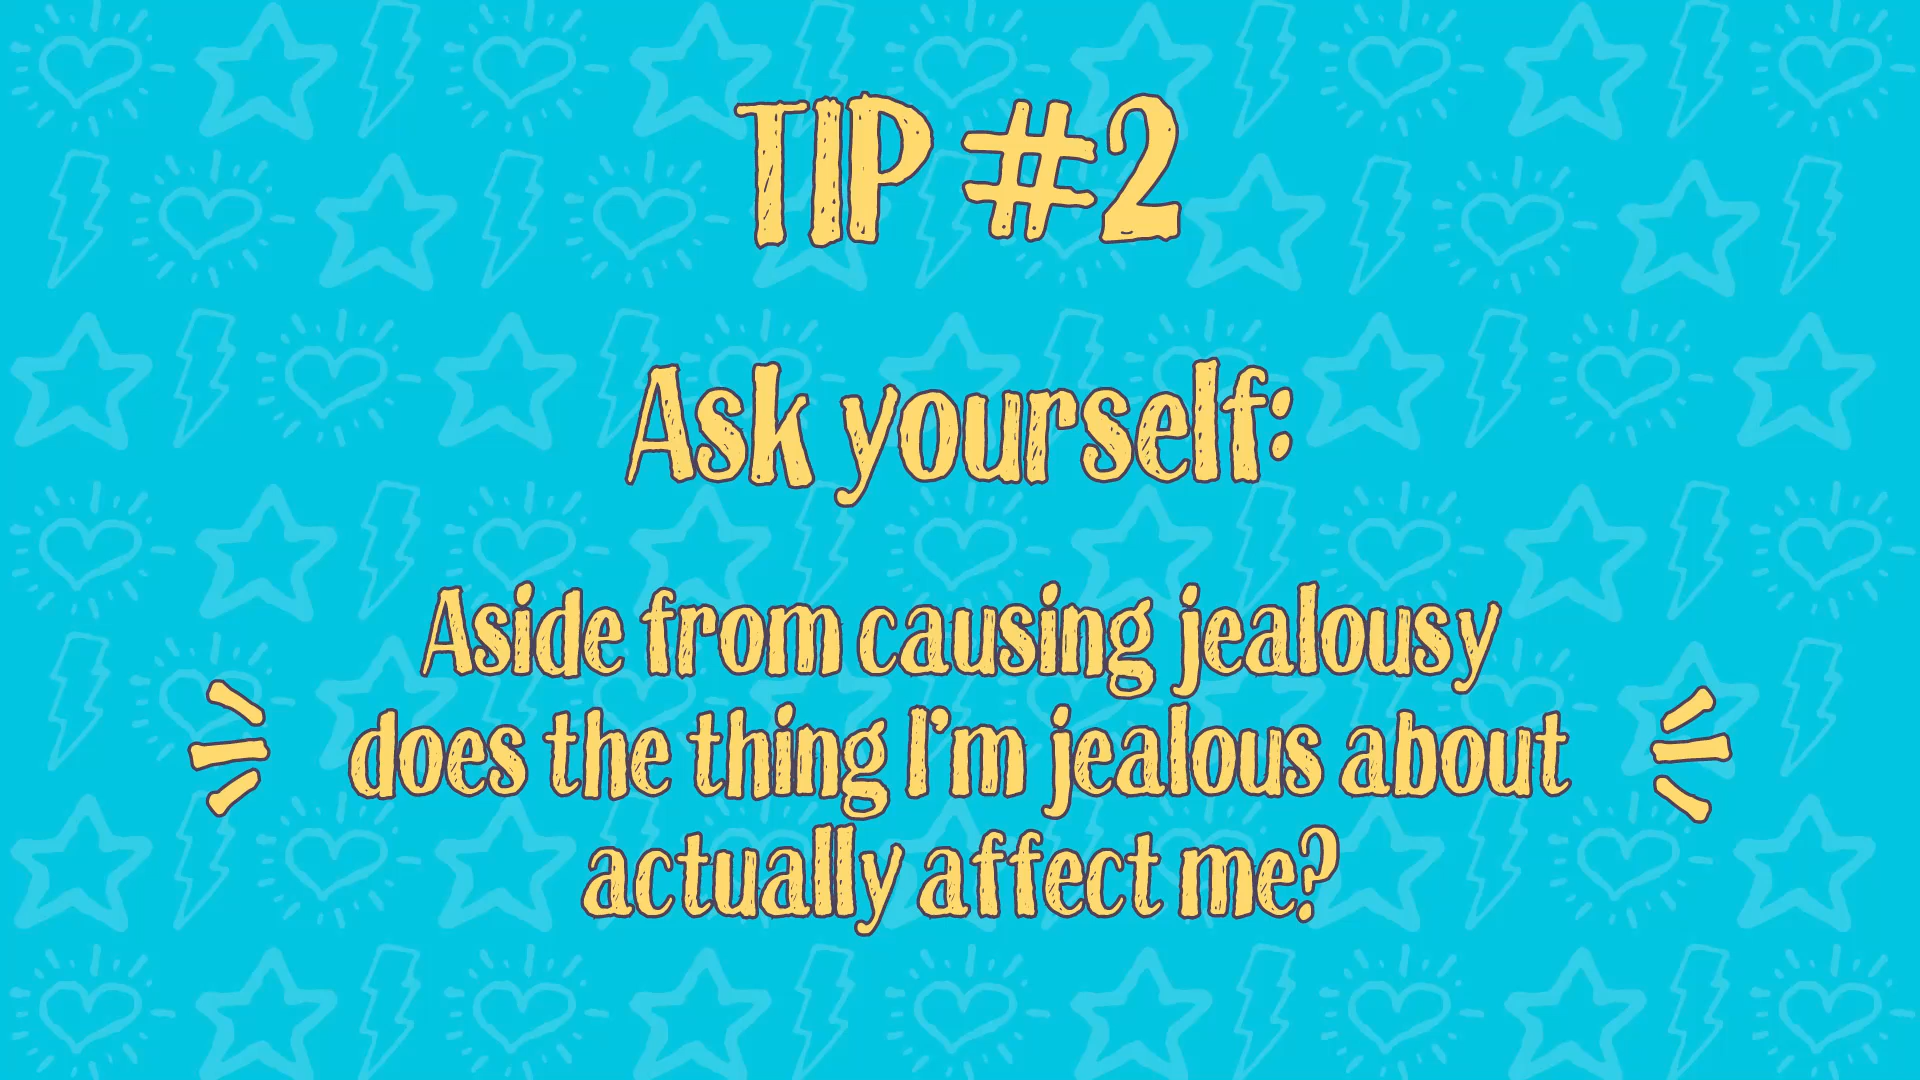 TIP #2
Ask yourself:
Aside from causing jealousy
does the thing I'm jealous about
actually affect me?